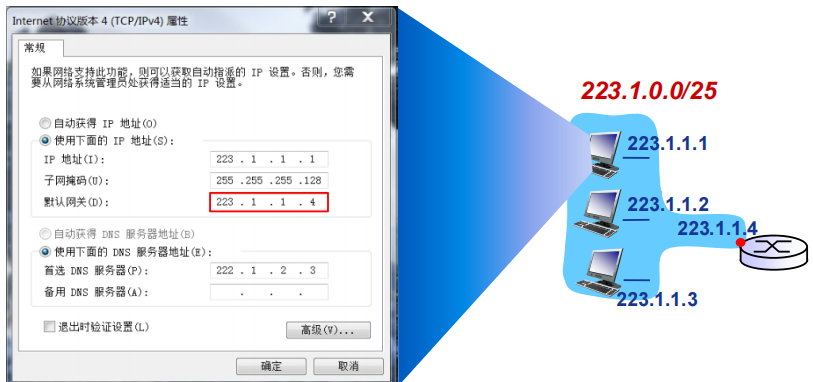 Internet 协议版本 4 (TCP/IPv4) 属性
常规
如果网络支持此功能，则可以获取自动指派的 IP 设置。否则，您需
要从网络系统管理员处获得适当的 IP 设置。
自动获得 IP 地址(O)
使用下面的 IP 地址(S):
IP 地址(I): 223 . 1 . 1 . 1
子网掩码(U): 255 .255 .255 .128
默认网关(D): 223 . 1 . 1 . 4
自动获得 DNS 服务器地址(B)
使用下面的 DNS 服务器地址(E):
首选 DNS 服务器(P): 222 . 1 . 2 . 3
备用 DNS 服务器(A): . . .
退出时验证设置(L)
高级(V)...
确定 取消
223.1.0.0/25
223.1.1.1
223.1.1.2
223.1.1.4
223.1.1.3